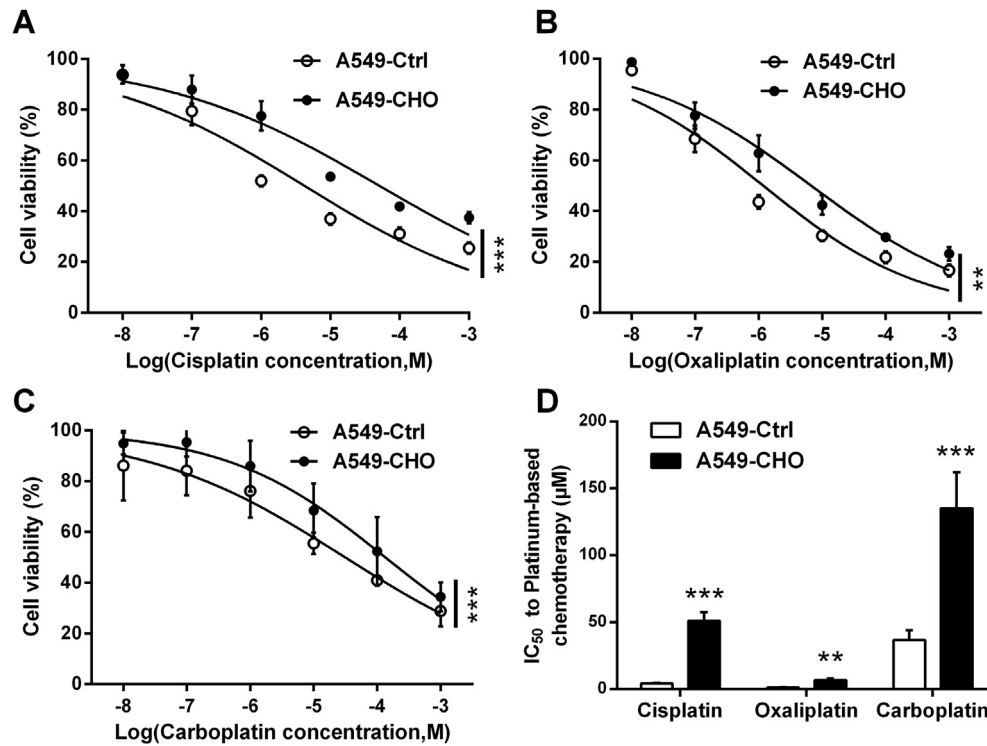 A
A549-Ctrl
A549-CHO
Cell viability (%)
100
80
60
40
20
0
-8 -7 -6 -5 -4 -3
Log(Cisplatin concentration,M)
***
B
A549-Ctrl
A549-CHO
Cell viability (%)
100
80
60
40
20
0
-8 -7 -6 -5 -4 -3
Log(Oxaliplatin concentration,M)
**
C
A549-Ctrl
A549-CHO
Cell viability (%)
100
80
60
40
20
0
-8 -7 -6 -5 -4 -3
Log(Carboplatin concentration,M)
***
D
A549-Ctrl
A549-CHO
IC50 to Platinum-based
chemotherapy (μM)
200
150
100
50
0
***
**
***
Cisplatin Oxaliplatin Carboplatin